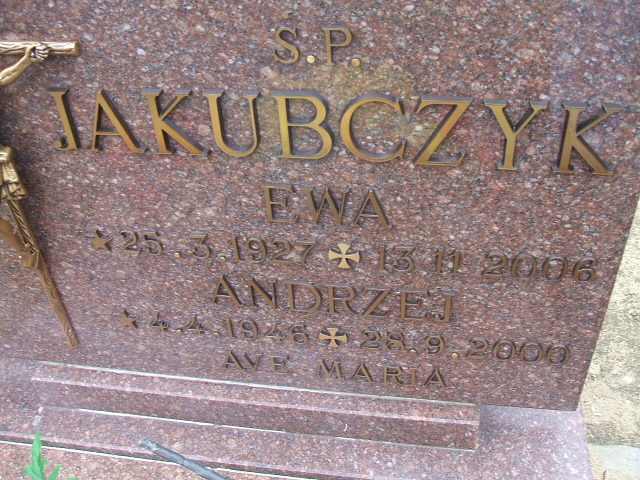 Ś.P.
JAKUBCZYK
EWA
★ 25.3.1927 ✠ 13 11 2006
ANDRZEJ
★ 4.4.1948 ✠ 28.9.2000
AVE MARIA